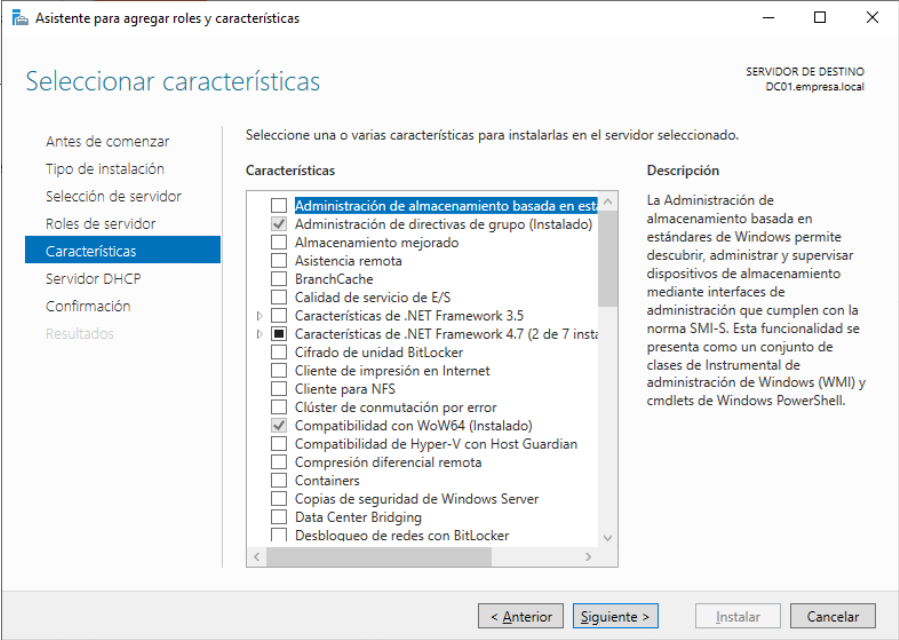 Asistente para agregar roles y características
Seleccionar características
SERVIDOR DE DESTINO
DC01.empresa.local
Antes de comenzar
Tipo de instalación
Selección de servidor
Roles de servidor
Características
Servidor DHCP
Confirmación
Resultados
Seleccione una o varias características para instalarlas en el servidor seleccionado.
Características
Administración de almacenamiento basada en está
Administración de directivas de grupo (Instalado)
Almacenamiento mejorado
Asistencia remota
BranchCache
Calidad de servicio de E/S
Características de .NET Framework 3.5
Características de .NET Framework 4.7 (2 de 7 insta
Cifrado de unidad BitLocker
Cliente de impresión en Internet
Cliente para NFS
Clúster de conmutación por error
Compatibilidad con WoW64 (Instalado)
Compatibilidad de Hyper-V con Host Guardian
Compresión diferencial remota
Containers
Copias de seguridad de Windows Server
Data Center Bridging
Desbloqueo de redes con BitLocker
Descripción
La Administración de
almacenamiento basada en
estándares de Windows permite
descubrir, administrar y supervisar
dispositivos de almacenamiento
mediante interfaces de
administración que cumplen con la
norma SMI-S. Esta funcionalidad se
presenta como un conjunto de
clases de Instrumental de
administración de Windows (WMI) y
cmdlets de Windows PowerShell.
< Anterior
Siguiente >
Instalar
Cancelar